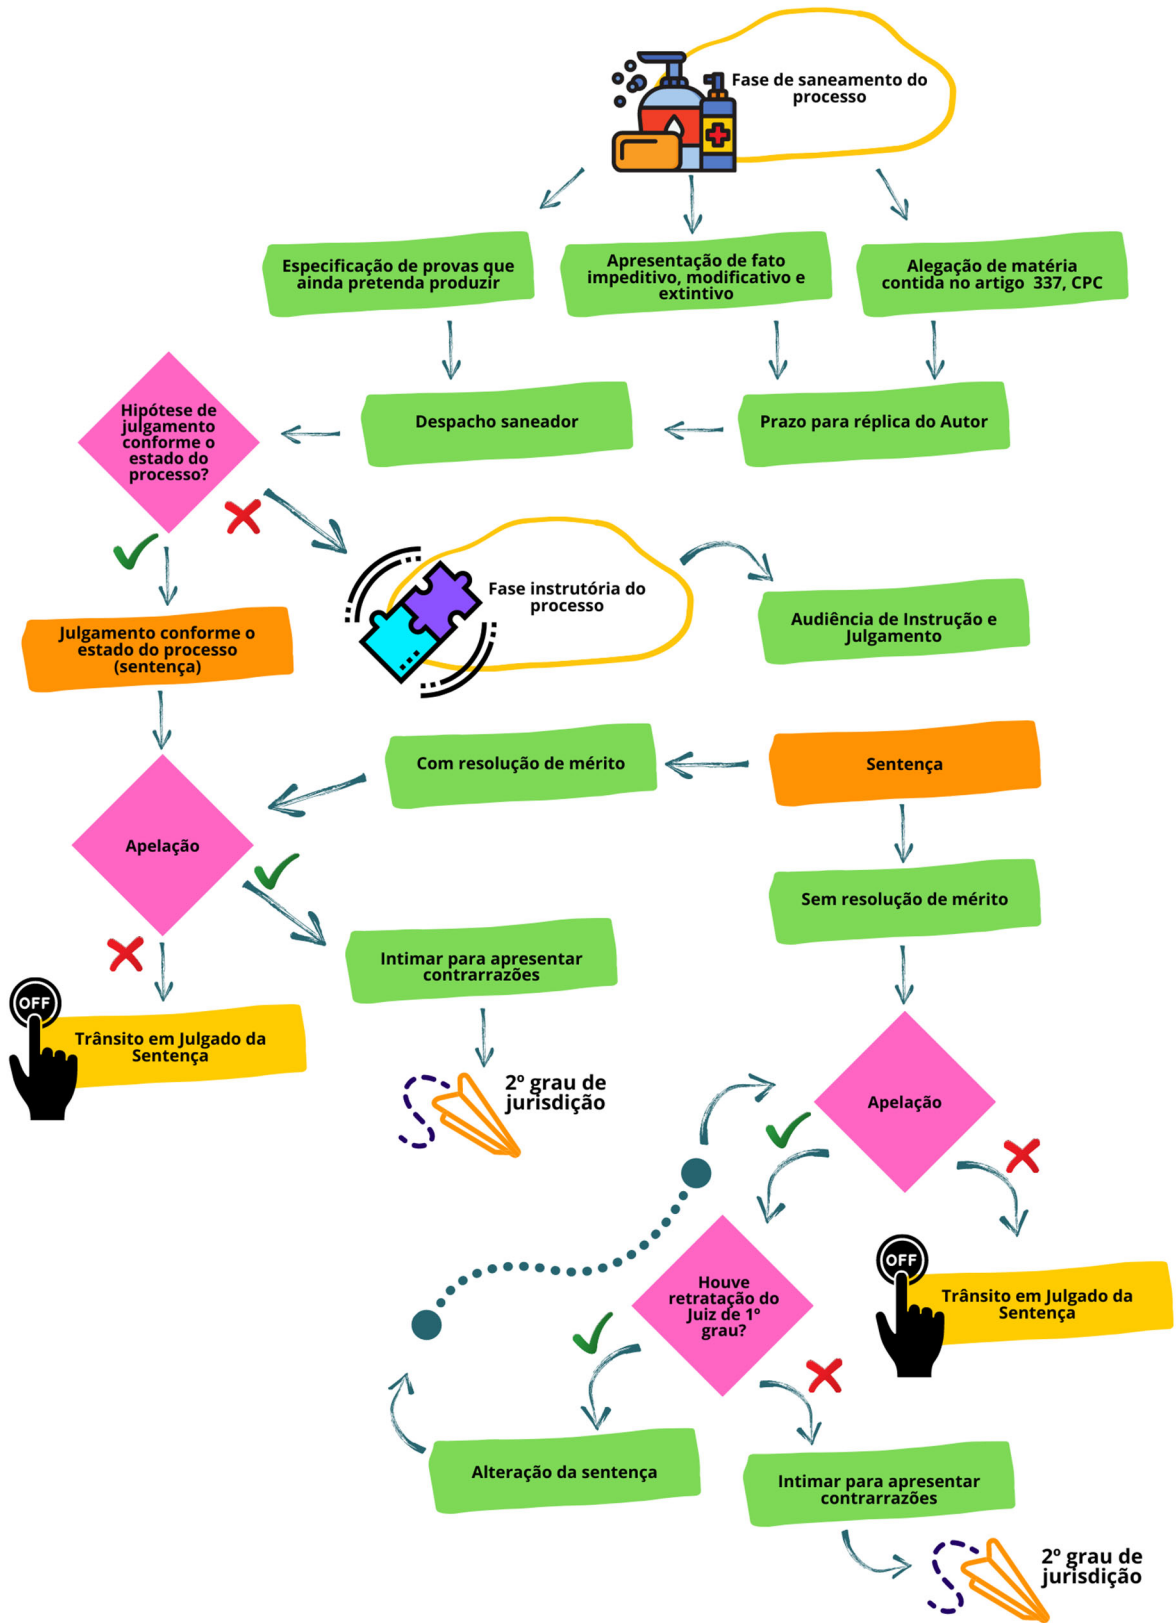 Fase de saneamento do
processo
Especificação de provas que
ainda pretenda produzir
Apresentação de fato
impeditivo, modificativo e
extintivo
Alegação de matéria
contida no artigo 337, CPC
Hipótese de
julgamento
conforme o
estado do
processo?
Despacho saneador
Prazo para réplica do Autor
Fase instrutória do
processo
Audiência de Instrução e
Julgamento
Julgamento conforme o
estado do processo
(sentença)
Com resolução de mérito
Sentença
Apelação
Sem resolução de mérito
Intimar para apresentar
contrarrazões
OFF
Trânsito em Julgado da
Sentença
2º grau de
jurisdição
Apelação
Houve
retratação do
Juiz de 1º
grau?
OFF
Trânsito em Julgado da
Sentença
Alteração da sentença
Intimar para apresentar
contrarrazões
2º grau de
jurisdição